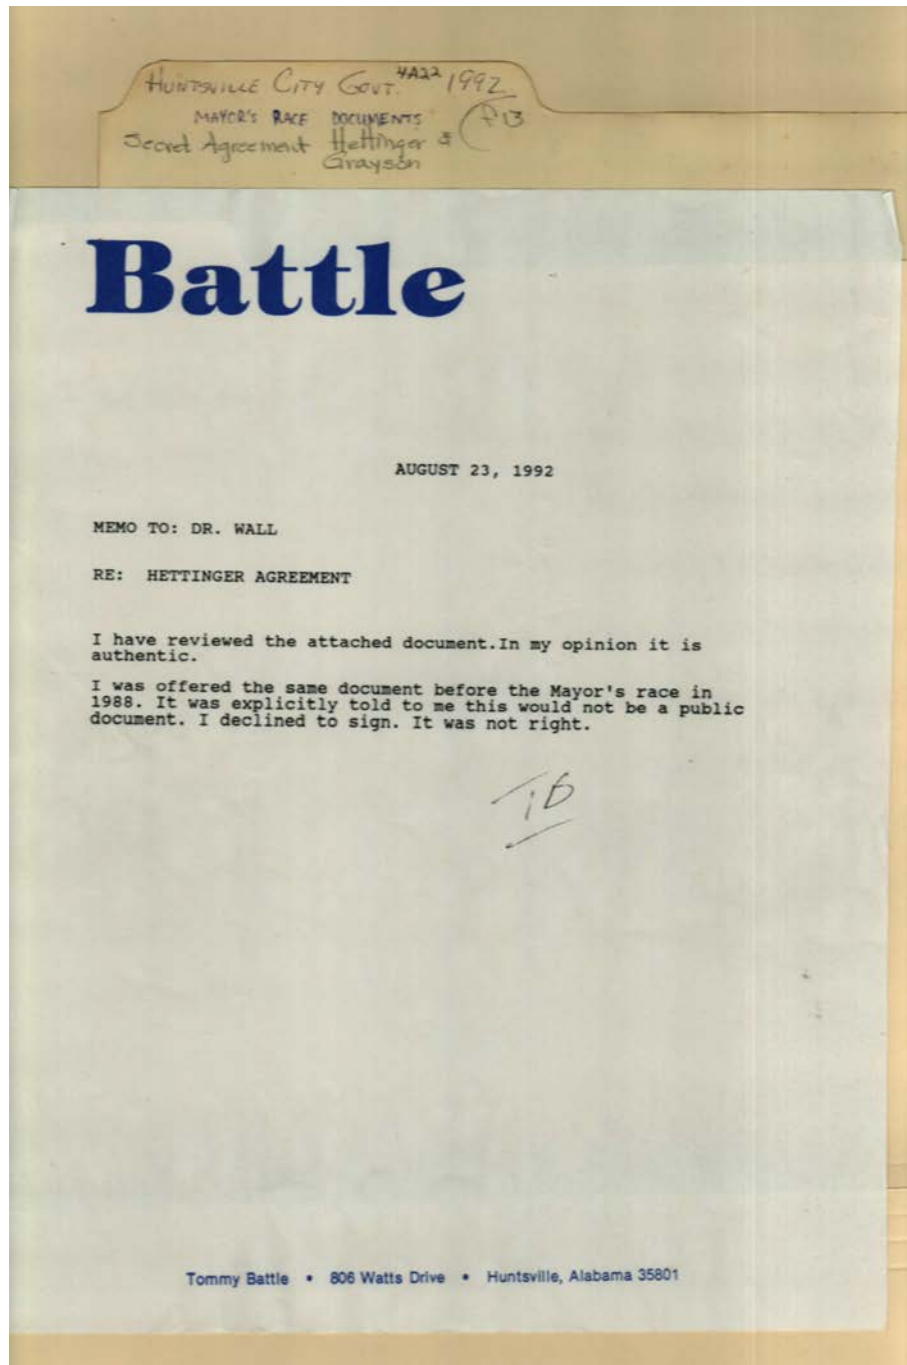 HUNTSVILLE CITY GOVT. 4A22 1992
MAYOR'S RACE DOCUMENTS f13
Secret Agreement Hettinger &
Grayson
Battle
AUGUST 23, 1992
MEMO TO: DR. WALL
RE: HETTINGER AGREEMENT
I have reviewed the attached document.In my opinion it is
authentic.
I was offered the same document before the Mayor's race in
1988. It was explicitly told to me this would not be a public
document. I declined to sign. It was not right.
TB
Tommy Battle • 806 Watts Drive • Huntsville, Alabama 35801